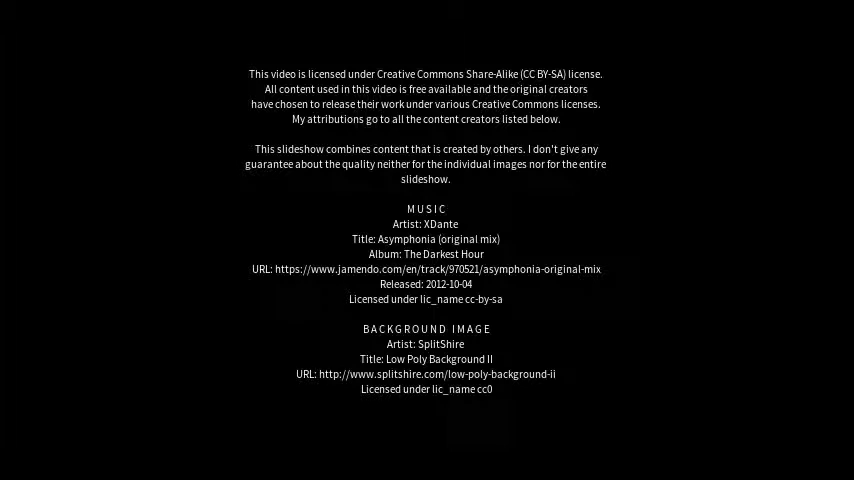 This video is licensed under Creative Commons Share-Alike (CC BY-SA) license.
All content used in this video is free available and the original creators
have chosen to release their work under various Creative Commons licenses.
My attributions go to all the content creators listed below.
This slideshow combines content that is created by others. I don't give any
guarantee about the quality neither for the individual images nor for the entire
slideshow.
MUSIC
Artist: XDante
Title: Asymphonia (original mix)
Album: The Darkest Hour
URL: https://www.jamendo.com/en/track/970521/asymphonia-original-mix
Released: 2012-10-04
Licensed under lic_name cc-by-sa
BACKGROUND IMAGE
Artist: SplitShire
Title: Low Poly Background II
URL: http://www.splitshire.com/low-poly-background-ii
Licensed under lic_name cc0